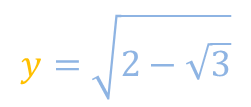 y = √(2 − √3)